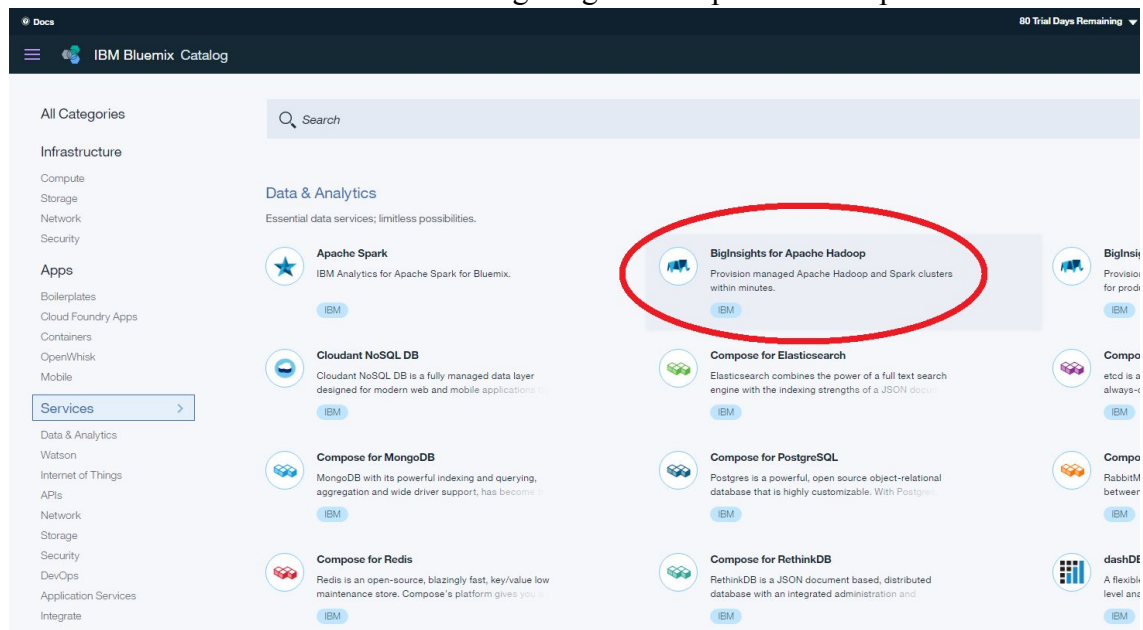 Docs
80 Trial Days Remaining
IBM Bluemix Catalog
All Categories
Infrastructure
Compute
Storage
Network
Security
Apps
Boilerplates
Cloud Foundry Apps
Containers
OpenWhisk
Mobile
Services
Data & Analytics
Watson
Internet of Things
APIs
Network
Storage
Security
DevOps
Application Services
Integrate
Search
Data & Analytics
Essential data services; limitless possibilities.
Apache Spark
IBM Analytics for Apache Spark for Bluemix.
IBM
BigInsights for Apache Hadoop
Provision managed Apache Hadoop and Spark clusters
within minutes.
IBM
for
IBM
Cloudant NoSQL DB
Cloudant NoSQL DB is a fully managed data layer
designed for modern web and mobile applications
IBM
Compose for Elasticsearch
Elasticsearch combines the power of a full text search
engine with the indexing strengths of a JSON
IBM
etcd is a
IBM
Compose for MongoDB
MongoDB with its powerful indexing and querying,
aggregation and wide driver support, has become
IBM
Compose for PostgreSQL
Postgres is a powerful, open source object-relational
database that is highly customizable. With Postgres
IBM
between
IBM
Compose for Redis
Redis is an open-source, blazingly fast, key/value low
maintenance store. Compose's platform gives you
IBM
Compose for RethinkDB
RethinkDB is a JSON document based, distributed
database with an integrated administration and
IBM
A
level
IBM